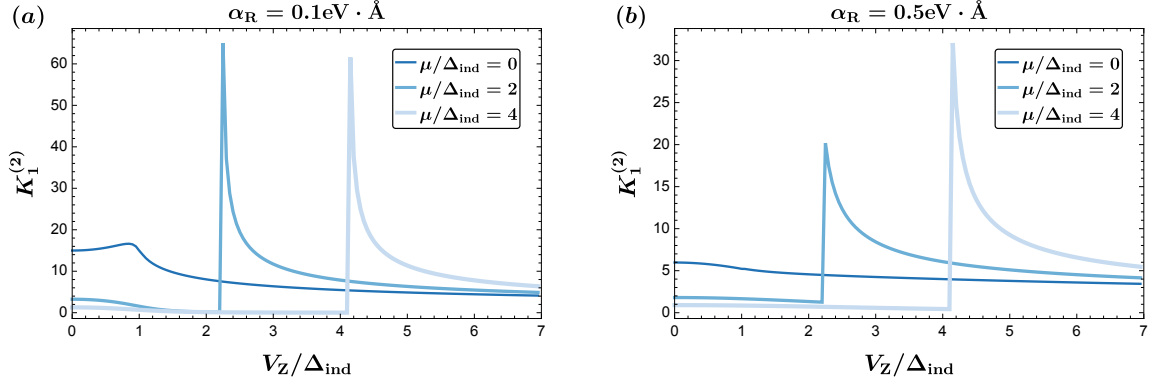 (a)
α_R = 0.1eV · Å
K_1^(2)
60
50
40
30
20
10
0
μ/Δ_ind = 0
μ/Δ_ind = 2
μ/Δ_ind = 4
0 1 2 3 4 5 6 7
V_Z/Δ_ind
(b)
α_R = 0.5eV · Å
K_1^(2)
30
25
20
15
10
5
0
μ/Δ_ind = 0
μ/Δ_ind = 2
μ/Δ_ind = 4
0 1 2 3 4 5 6 7
V_Z/Δ_ind